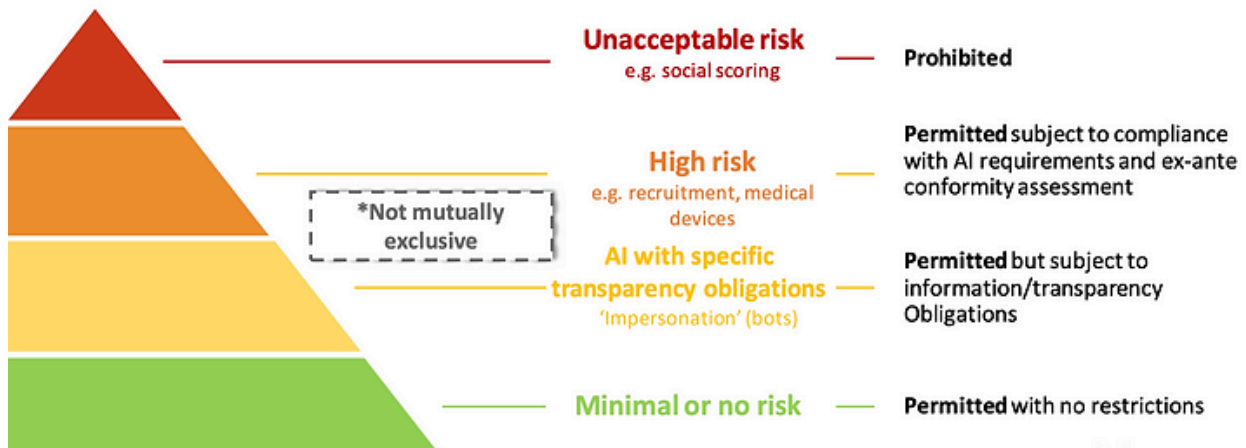 Unacceptable risk
e.g. social scoring
Prohibited
High risk
e.g. recruitment, medical
devices
Permitted subject to compliance
with AI requirements and ex-ante
conformity assessment
*Not mutually
exclusive
AI with specific
transparency obligations
'Impersonation' (bots)
Permitted but subject to
information/transparency
Obligations
Minimal or no risk
Permitted with no restrictions